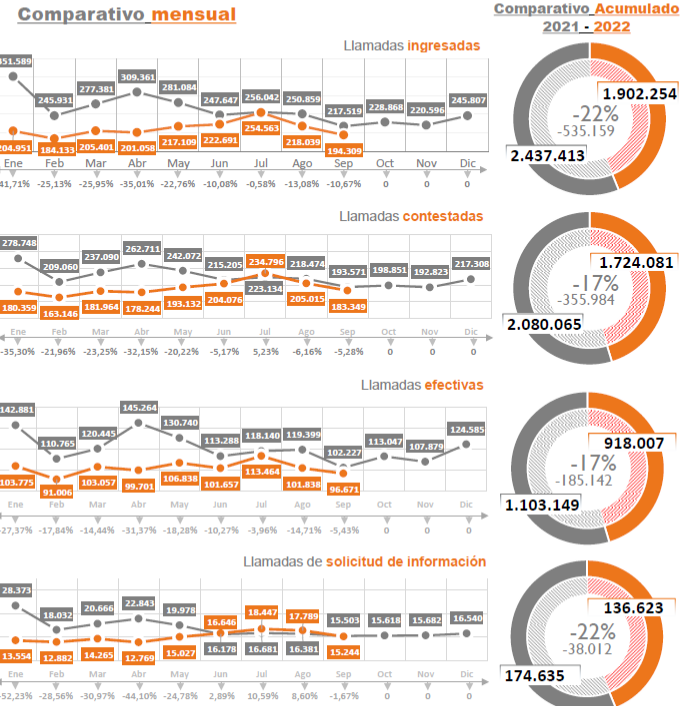 Comparativo mensual
Comparativo Acumulado
2021 - 2022
Llamadas ingresadas
351.589 245.931 277.381 309.361 281.084 247.647 256.042 250.859 217.519 228.868 220.596 245.807
204.951 184.133 205.401 201.058 217.109 222.691 254.563 218.039 194.309
Ene Feb Mar Abr May Jun Jul Ago Sep Oct Nov Dic
-41,71% -25,13% -25,95% -35,01% -22,76% -10,08% -0,58% -13,08% -10,67% 0 0 0
1.902.254
-22%
-535.159
2.437.413
Llamadas contestadas
278.748 209.060 237.090 262.711 242.072 215.205 234.796 218.474 193.571 198.851 192.823 217.308
180.359 163.146 181.964 178.244 193.132 204.076 223.134 205.015 183.349
Ene Feb Mar Abr May Jun Jul Ago Sep Oct Nov Dic
-35,30% -21,96% -23,25% -32,15% -20,22% -5,17% 5,23% -6,16% -5,28% 0 0 0
1.724.081
-17%
-355.984
2.080.065
Llamadas efectivas
142.881 110.765 120.445 145.264 130.740 113.288 118.140 119.399 102.227 113.047 107.879 124.585
103.775 91.006 103.057 99.701 106.838 101.657 113.464 101.838 96.671
Ene Feb Mar Abr May Jun Jul Ago Sep Oct Nov Dic
-27,37% -17,84% -14,44% -31,37% -18,28% -10,27% -3,96% -14,71% -5,43% 0 0 0
918.007
-17%
-185.142
1.103.149
Llamadas de solicitud de información
28.373 18.032 20.666 22.843 19.978 16.646 18.447 17.789 15.503 15.618 15.682 16.540
13.554 12.882 14.265 12.769 15.027 16.178 16.681 16.381 15.244
Ene Feb Mar Abr May Jun Jul Ago Sep Oct Nov Dic
-52,23% -28,56% -30,97% -44,10% -24,78% 2,89% 10,59% 8,60% -1,67% 0 0 0
136.623
-22%
-38.012
174.635